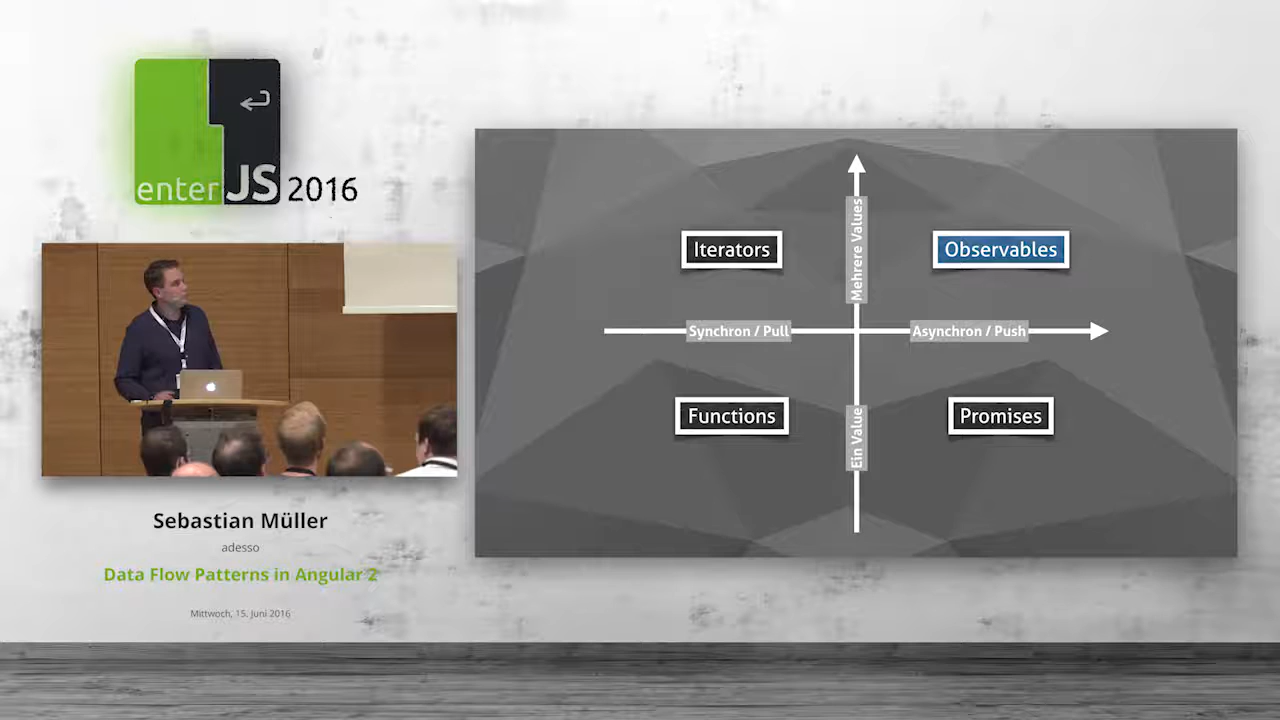 enter JS 2016
Sebastian Müller
adesso
Data Flow Patterns in Angular 2
Mittwoch, 15. Juni 2016
Mehrere Values
Iterators
Observables
Synchron / Pull
Asynchron / Push
Functions
Promises
Ein Value